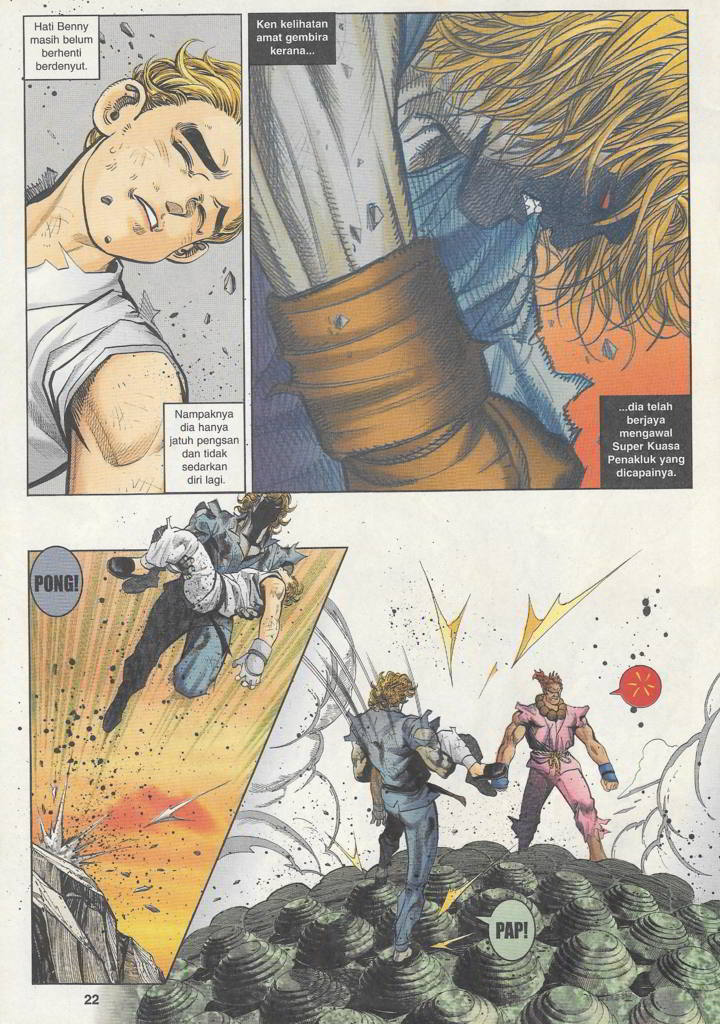 Hati Benny
masih belum
berhenti
berdenyut.
Nampaknya
dia hanya
jatuh pengsan
dan tidak
sedarkan
diri lagi.
Ken kelihatan
amat gembira
kerana...
...dia telah
berjaya
mengawal
Super Kuasa
Penakluk yang
dicapainya.
PONG!
PAP!
22